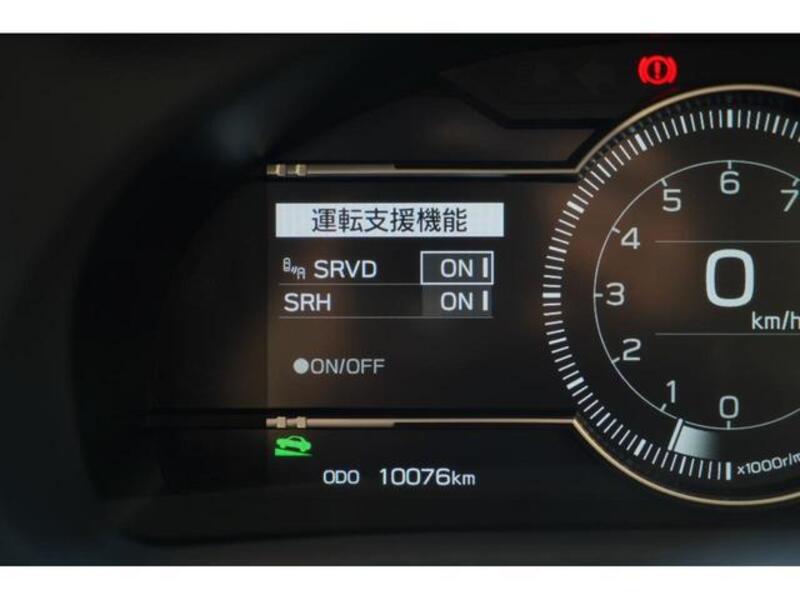 運転支援機能
SRVD ON
SRH ON
●ON/OFF
ODO 10076km
7
6
5
4
3
2
1
0
0
km/h
x1000r/m